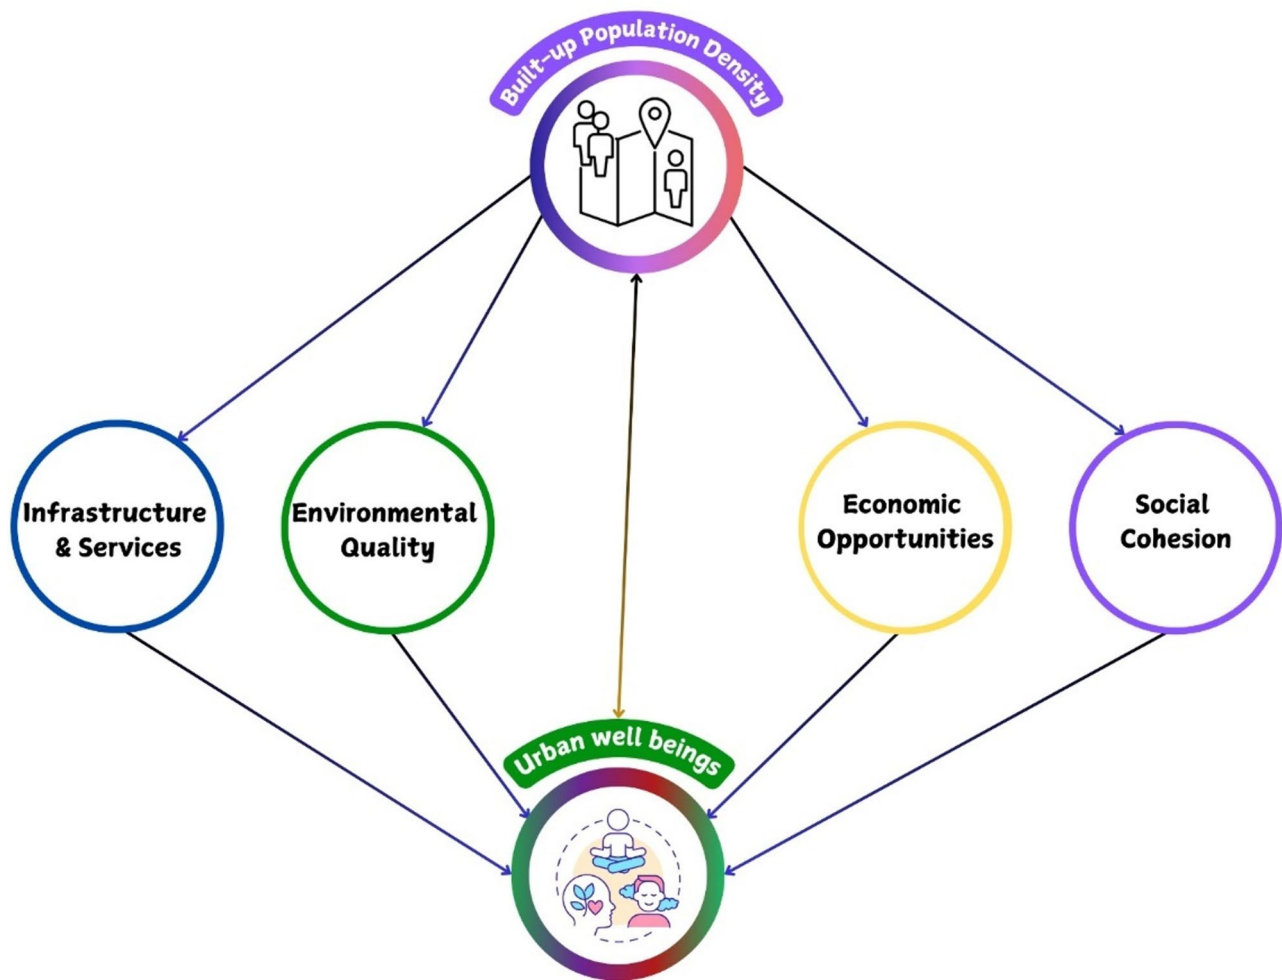 Built-up Population Density
Infrastructure
& Services
Environmental
Quality
Economic
Opportunities
Social
Cohesion
Urban well beings